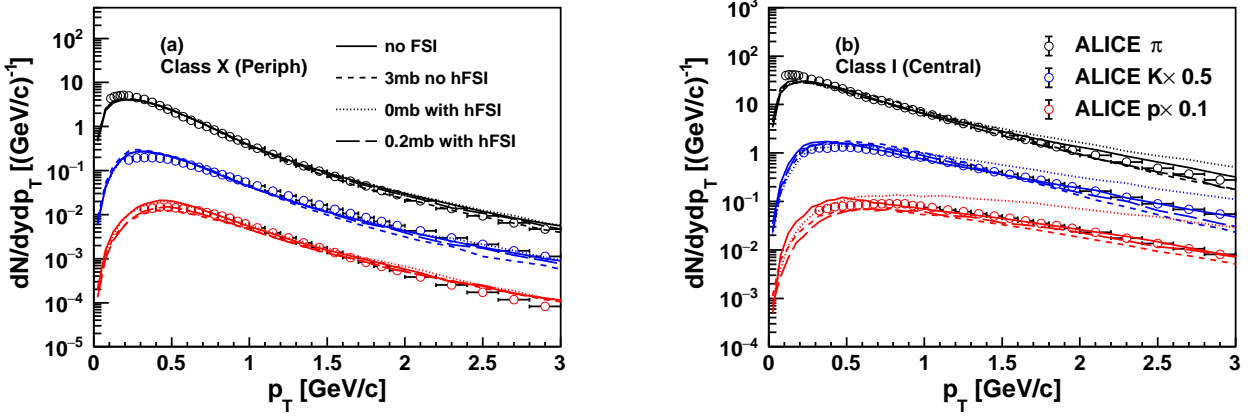 dN/dydp_T [(GeV/c)^-1]
10^2
10
1
10^-1
10^-2
10^-3
10^-4
10^-5
(a)
Class X (Periph)
no FSI
3mb no hFSI
0mb with hFSI
0.2mb with hFSI
0 0.5 1 1.5 2 2.5 3
p_T [GeV/c]
dN/dydp_T [(GeV/c)^-1]
10^3
10^2
10
1
10^-1
10^-2
10^-3
10^-4
(b)
Class I (Central)
ALICE π
ALICE K× 0.5
ALICE p× 0.1
0 0.5 1 1.5 2 2.5 3
p_T [GeV/c]